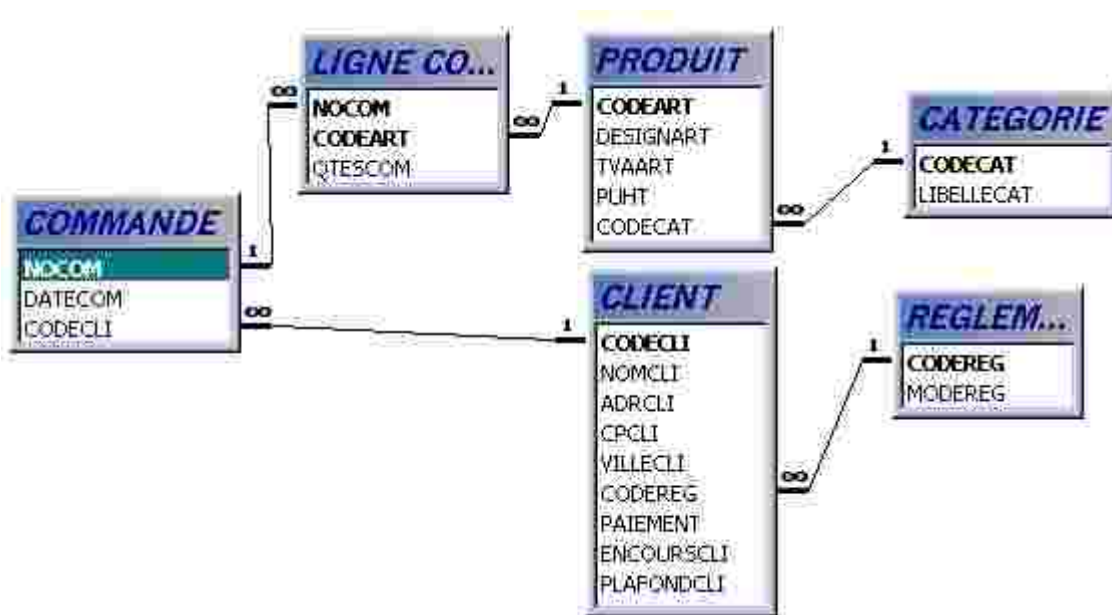 LIGNE CO...
NOCOM
CODEART
QTESCOM
∞
∞
1
PRODUIT
CODEART
DESIGNART
TVAART
PUHT
CODECAT
∞
1
CATEGORIE
CODECAT
LIBELLECAT
COMMANDE
NOCOM
DATECOM
CODECLI
1
∞
1
CLIENT
CODECLI
NOMCLI
ADRCLI
CPCLI
VILLECLI
CODEREG
PAIEMENT
ENCOURSCLI
PLAFONDCLI
∞
1
REGLEM...
CODEREG
MODEREG